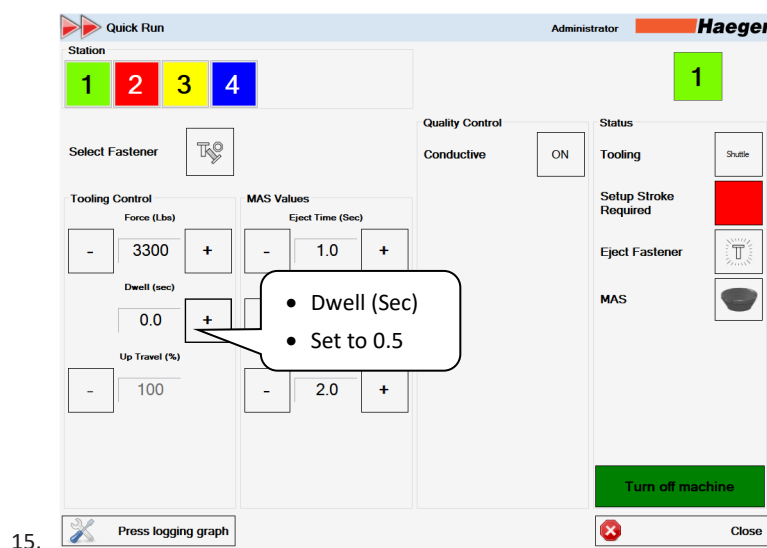 Quick Run
Administrator
Haeger
Station
1 2 3 4
1
Select Fastener
Quality Control
Conductive
ON
Status
Tooling
Shuttle
Setup Stroke
Required
Eject Fastener
MAS
Tooling Control
Force (Lbs)
- 3300 +
Dwell (sec)
0.0 +
Up Travel (%)
- 100
MAS Values
Eject Time (Sec)
- 1.0 +
- 2.0 +
• Dwell (Sec)
• Set to 0.5
Turn off machine
15.
Press logging graph
Close